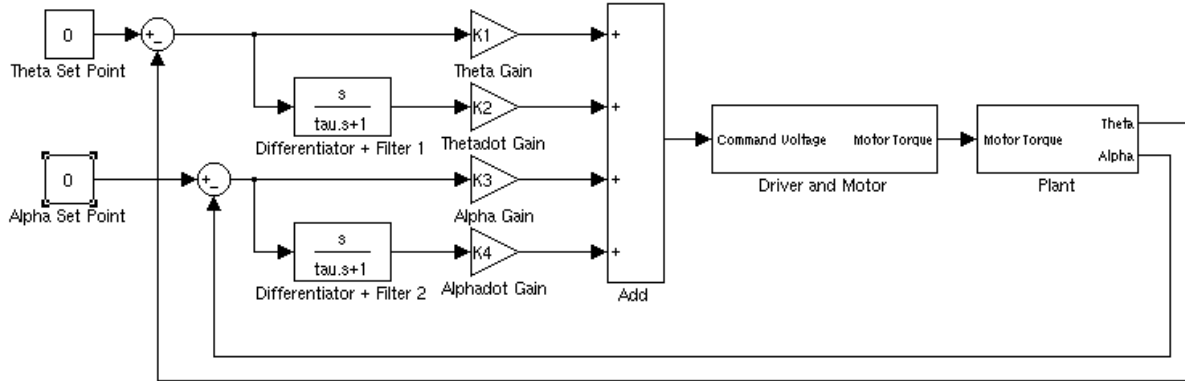 0
Theta Set Point
+
-
K1
Theta Gain
s
tau.s+1
Differentiator + Filter 1
K2
Thetadot Gain
0
Alpha Set Point
+
-
K3
Alpha Gain
s
tau.s+1
Differentiator + Filter 2
K4
Alphadot Gain
+
+
+
+
Add
Command Voltage Motor Torque
Driver and Motor
Motor Torque
Theta
Alpha
Plant